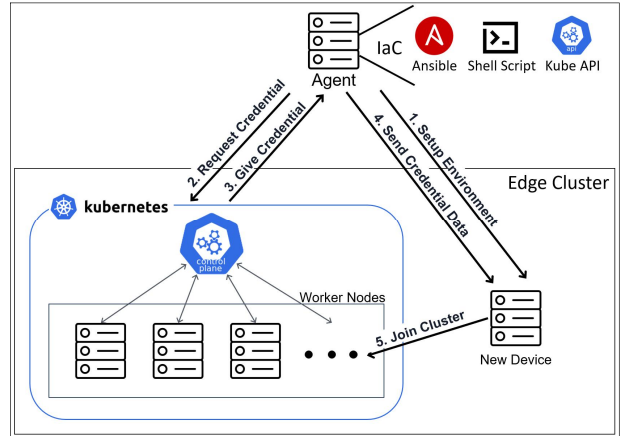 IaC
Ansible
Shell Script
api
Kube API
Agent
2. Request Credential
3. Give Credential
4. Send Credential Data
1. Setup Environment
Edge Cluster
kubernetes
control
plane
Worker Nodes
5. Join Cluster
New Device